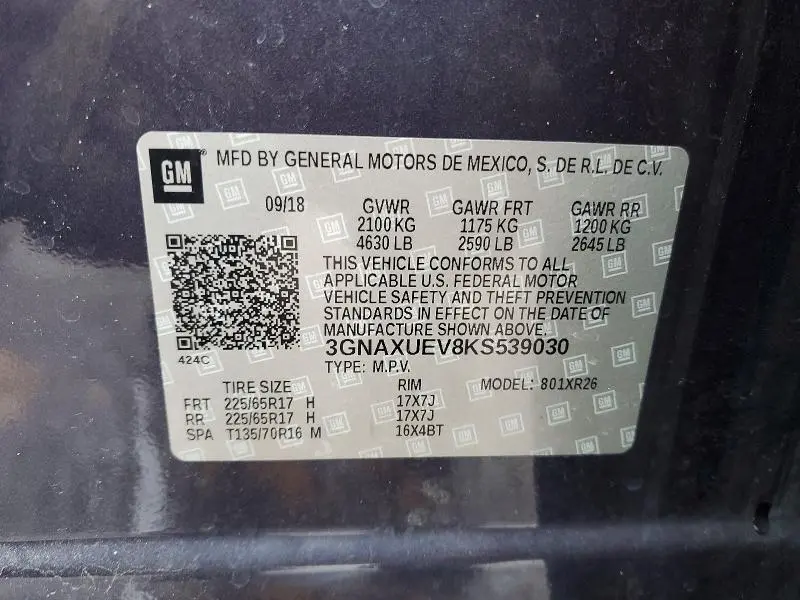 GM MFD BY GENERAL MOTORS DE MEXICO, S. DE R.L. DE C.V.
09/18 GVWR GAWR FRT GAWR RR
2100 KG 1175 KG 1200 KG
4630 LB 2590 LB 2645 LB
THIS VEHICLE CONFORMS TO ALL
APPLICABLE U.S. FEDERAL MOTOR
VEHICLE SAFETY AND THEFT PREVENTION
STANDARDS IN EFFECT ON THE DATE OF
MANUFACTURE SHOWN ABOVE.
3GNAXUEV8KS539030
424C
TYPE: M.P.V.
TIRE SIZE RIM MODEL: 801XR26
FRT 225/65R17 H 17X7J
RR 225/65R17 H 17X7J
SPA T135/70R16 M 16X4BT